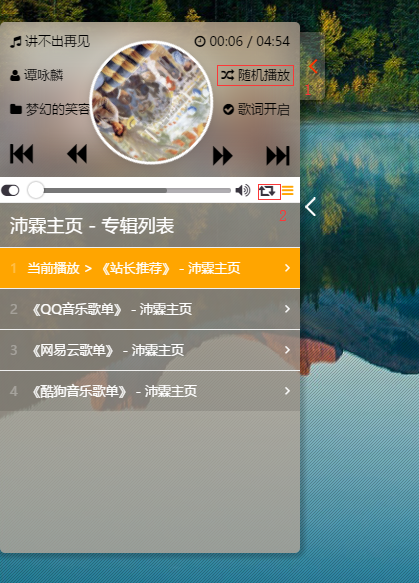 讲不出再见
00:06 / 04:54
谭咏麟
随机播放
梦幻的笑容
歌词开启
1
2
沛霖主页 - 专辑列表
1 当前播放 > 《站长推荐》 - 沛霖主页
2 《QQ音乐歌单》 - 沛霖主页
3 《网易云歌单》 - 沛霖主页
4 《酷狗音乐歌单》 - 沛霖主页